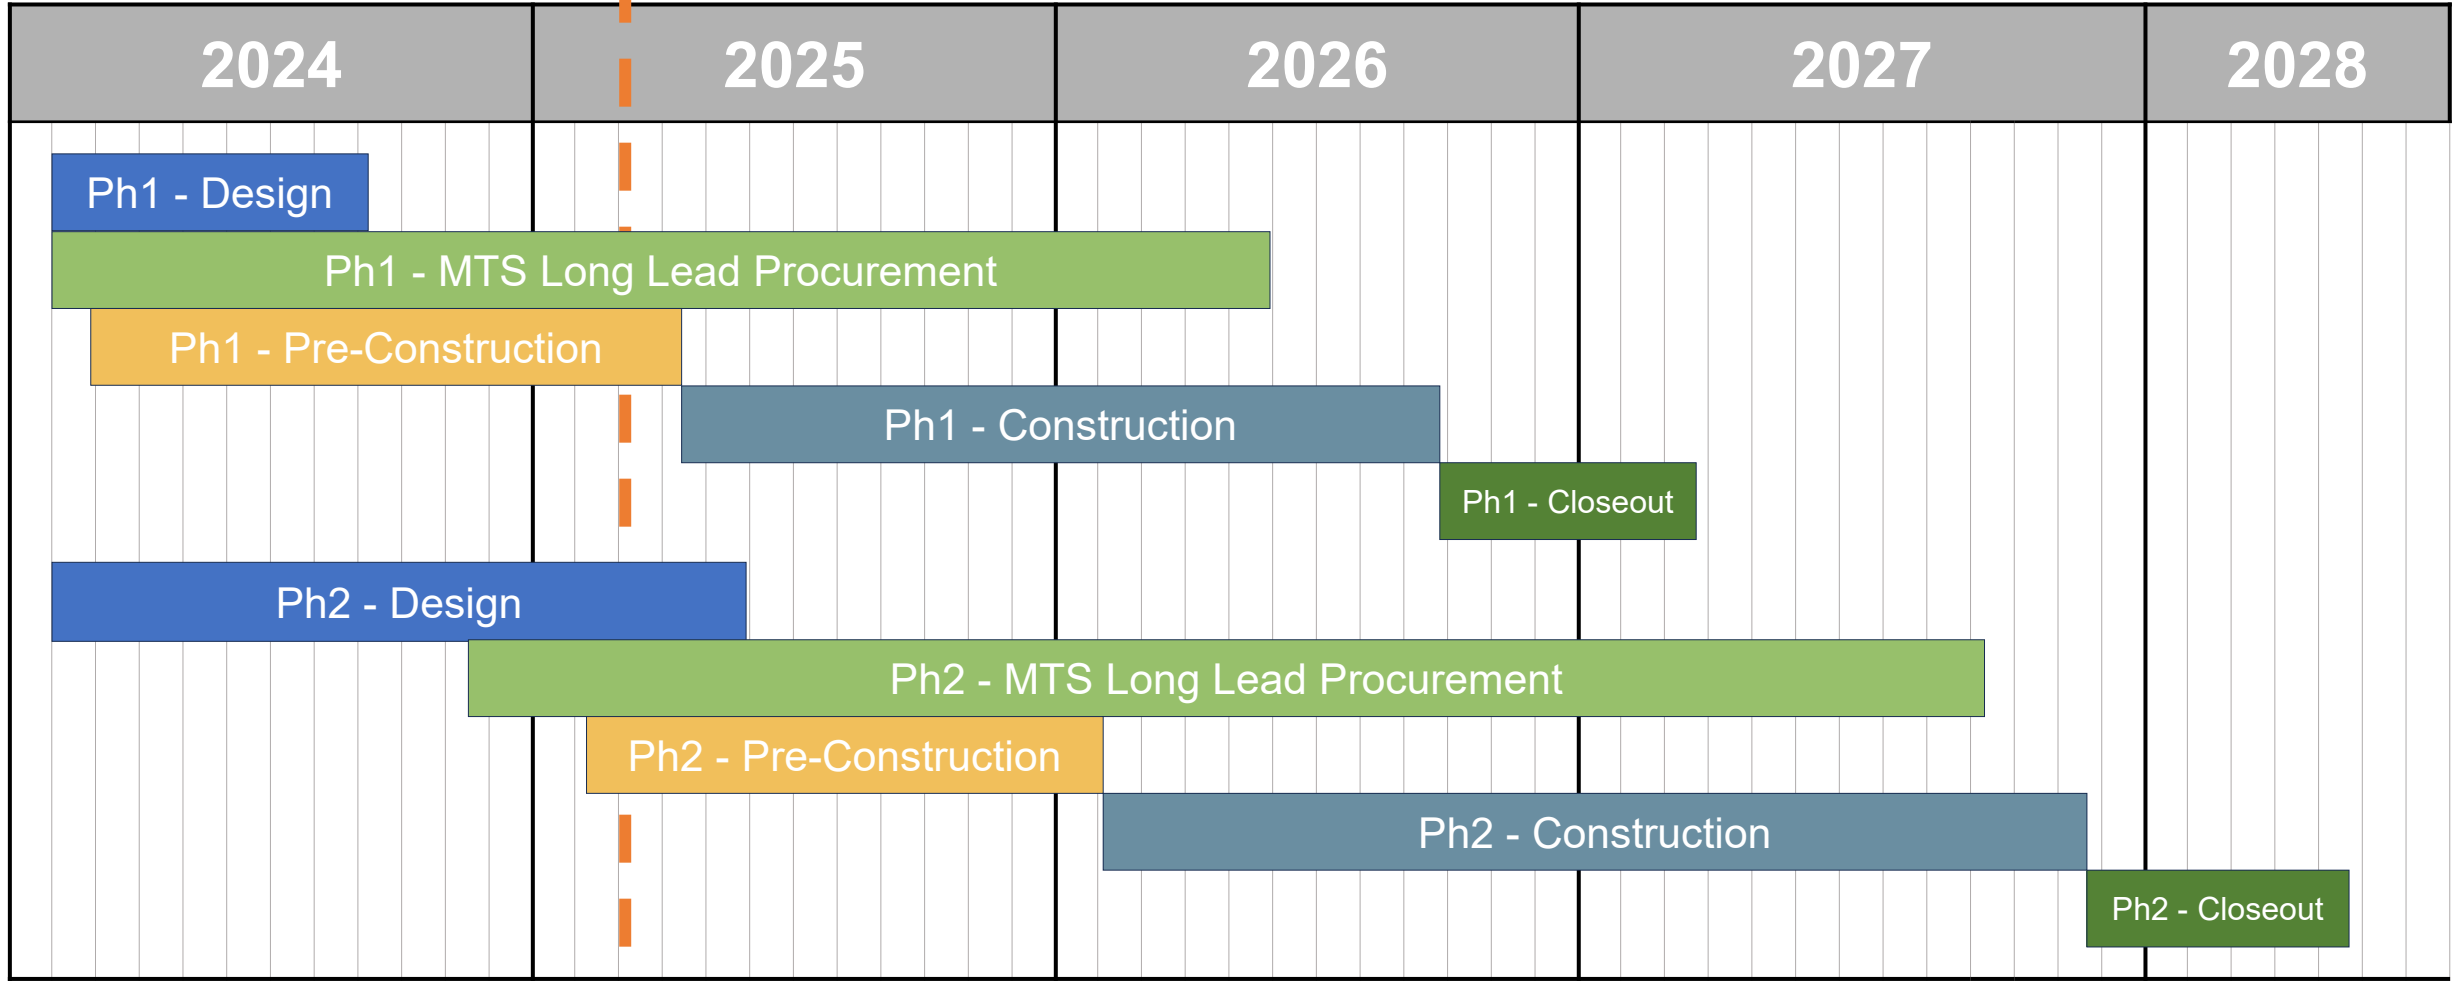 2024
2025
2026
2027
2028
Ph1 - Design
Ph1 - MTS Long Lead Procurement
Ph1 - Pre-Construction
Ph1 - Construction
Ph1 - Closeout
Ph2 - Design
Ph2 - MTS Long Lead Procurement
Ph2 - Pre-Construction
Ph2 - Construction
Ph2 - Closeout